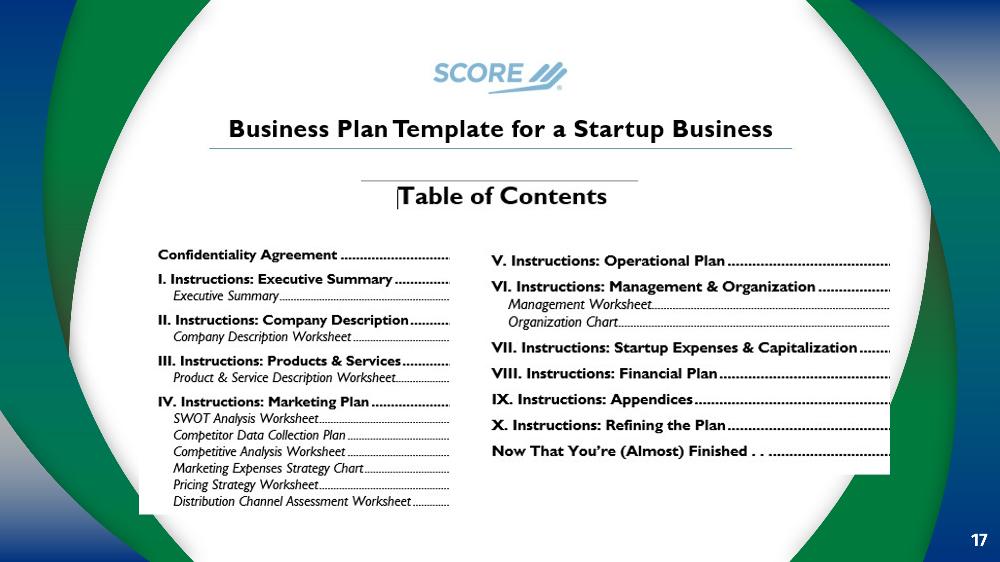 SCORE ®
Business Plan Template for a Startup Business
Table of Contents
Confidentiality Agreement ............................
I. Instructions: Executive Summary ..............
Executive Summary............................................................
II. Instructions: Company Description..........
Company Description Worksheet ..................................
III. Instructions: Products & Services............
Product & Service Description Worksheet...................
IV. Instructions: Marketing Plan ....................
SWOT Analysis Worksheet..............................................
Competitor Data Collection Plan ....................................
Competitive Analysis Worksheet ....................................
Marketing Expenses Strategy Chart..............................
Pricing Strategy Worksheet..............................................
Distribution Channel Assessment Worksheet.............
V. Instructions: Operational Plan ........................................
VI. Instructions: Management & Organization ..................
Management Worksheet....................................................................................
Organization Chart................................................................................................
VII. Instructions: Startup Expenses & Capitalization ........
VIII. Instructions: Financial Plan..........................................
IX. Instructions: Appendices................................................
X. Instructions: Refining the Plan ........................................
Now That You’re (Almost) Finished . . ..............................
17